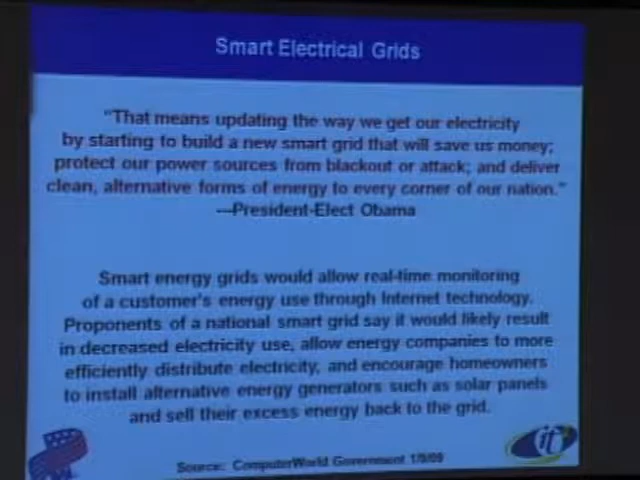 Smart Electrical Grids
"That means updating the way we get our electricity
by starting to build a new smart grid that will save us money;
protect our power sources from blackout or attack; and deliver
clean, alternative forms of energy to every corner of our nation."
—President-Elect Obama
Smart energy grids would allow real-time monitoring
of a customer's energy use through Internet technology.
Proponents of a national smart grid say it would likely result
in decreased electricity use, allow energy companies to more
efficiently distribute electricity, and encourage homeowners
to install alternative energy generators such as solar panels
and sell their excess energy back to the grid.
it
Source: ComputerWorld Government 1/9/09